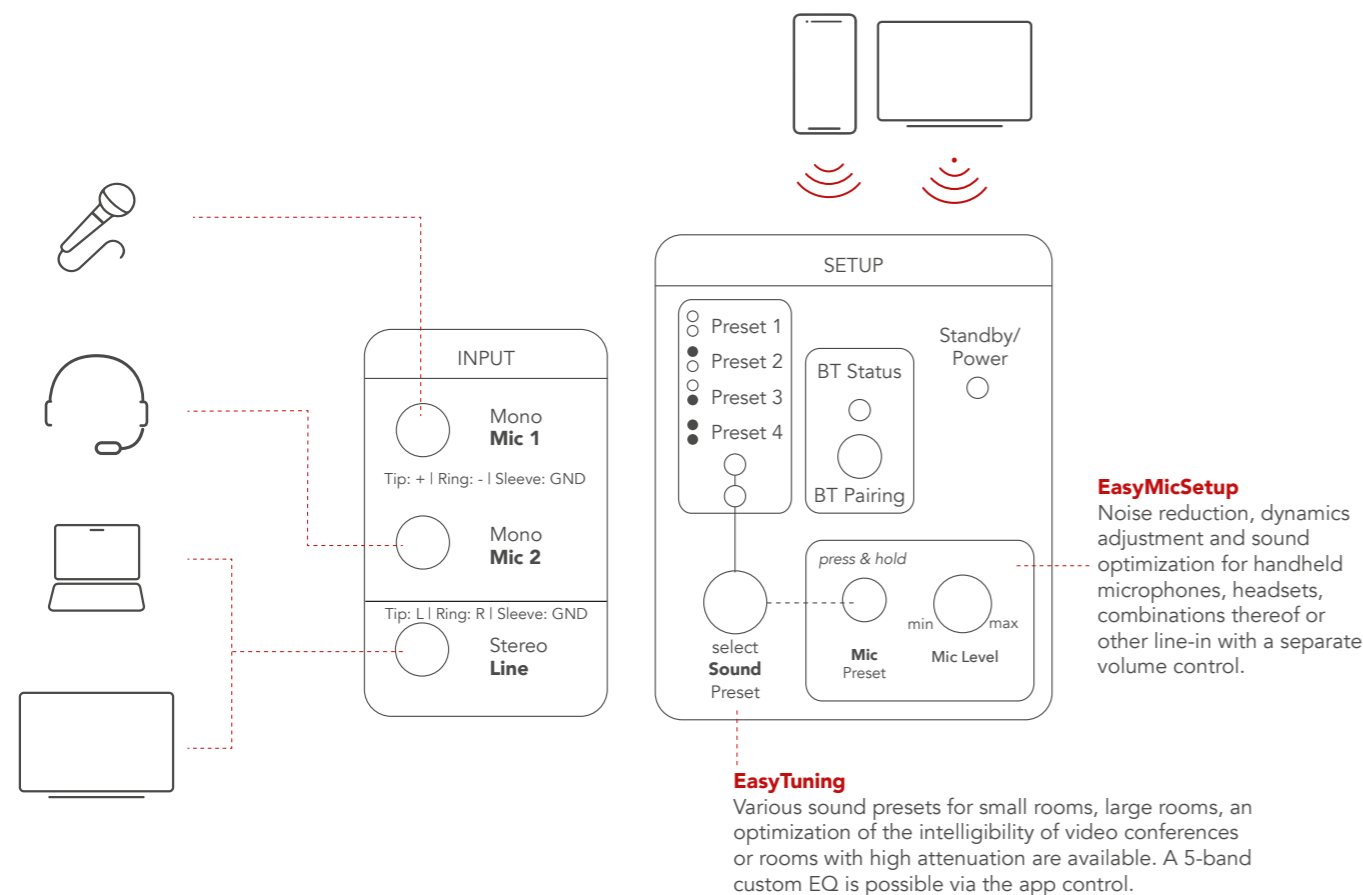 SETUP
Preset 1
Preset 2
Preset 3
Preset 4
BT Status
BT Pairing
Standby/
Power
INPUT
Mono
Mic 1
Tip: + | Ring: - | Sleeve: GND
Mono
Mic 2
Tip: L | Ring: R | Sleeve: GND
Stereo
Line
select
Sound
Preset
press & hold
Mic
Preset
min
max
Mic Level
EasyMicSetup
Noise reduction, dynamics
adjustment and sound
optimization for handheld
microphones, headsets,
combinations thereof or
other line-in with a separate
volume control.
EasyTuning
Various sound presets for small rooms, large rooms, an
optimization of the intelligibility of video conferences
or rooms with high attenuation are available. A 5-band
custom EQ is possible via the app control.